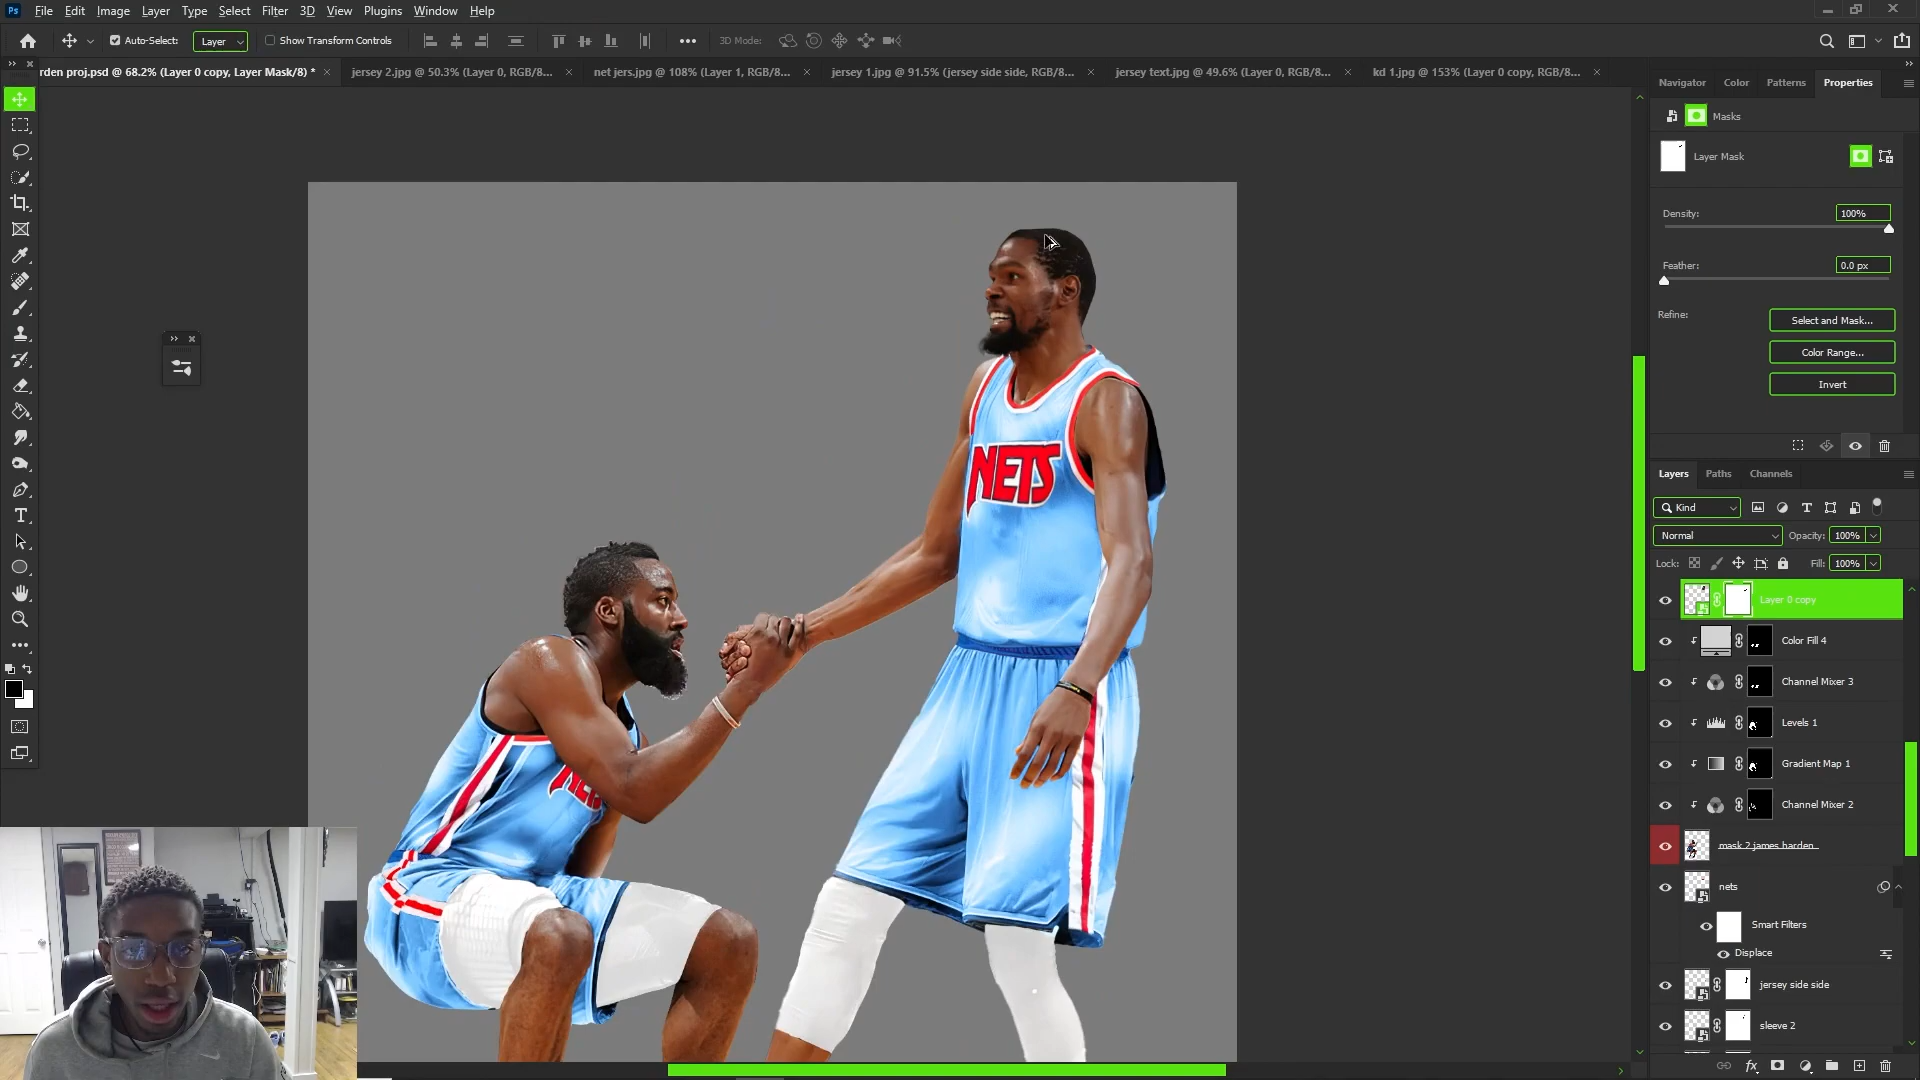 Ps File Edit Image Layer Type Select Filter 3D View Plugins Window Help
Auto-Select: Layer Show Transform Controls 3D Mode:
rden proj.psd @ 68.2% (Layer 0 copy, Layer Mask/8) * jersey 2.jpg @ 50.3% (Layer 0, RGB/8... net jers.jpg @ 108% (Layer 1, RGB/8... jersey 1.jpg @ 91.5% (jersey side side, RGB/8... jersey text.jpg @ 49.6% (Layer 0, RGB/8... kd 1.jpg @ 153% (Layer 0 copy, RGB/8...
Navigator Color Patterns Properties
Masks
Layer Mask
Density: 100%
Feather: 0.0 px
Refine: Select and Mask...
Color Range...
Invert
NETS
Layers Paths Channels
Kind
Normal Opacity: 100%
Lock: Fill: 100%
Layer 0 copy
Color Fill 4
Channel Mixer 3
Levels 1
Gradient Map 1
Channel Mixer 2
mask 2 james harden
nets
Smart Filters
Displace
jersey side side
sleeve 2